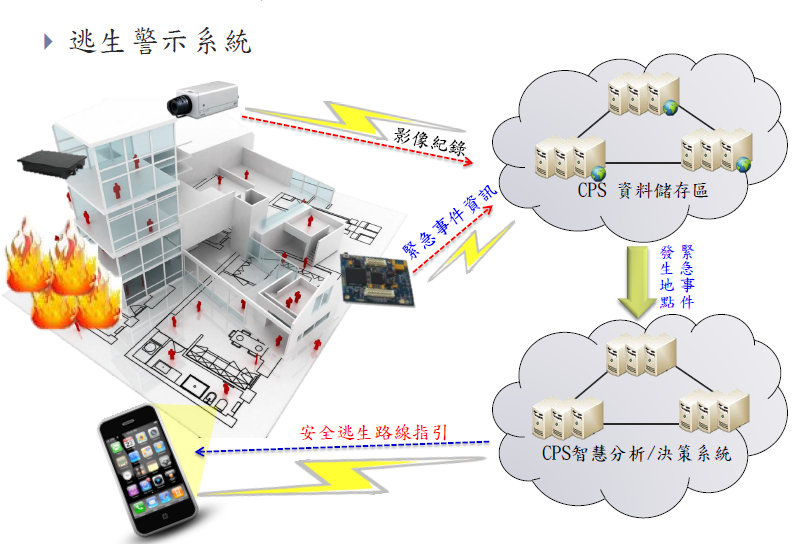 逃生警示系統
影像紀錄
CPS 資料儲存區
緊急事件資訊
緊急事件
發生地點
安全逃生路線指引
CPS智慧分析/決策系統